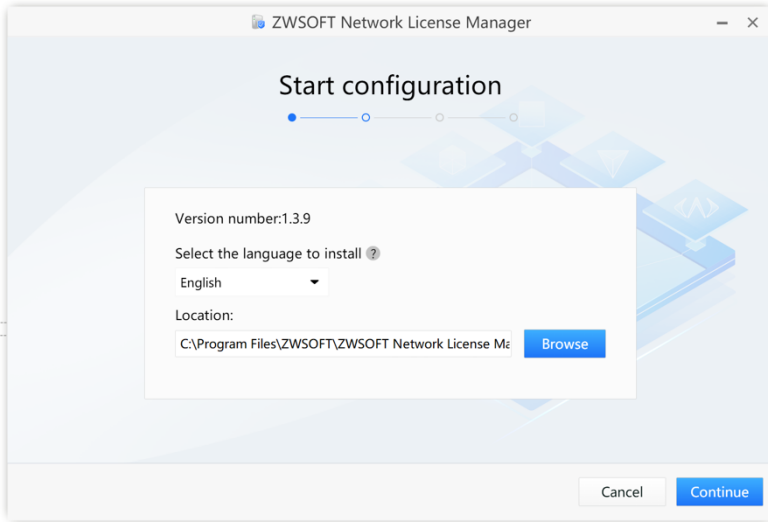 ZWSOFT Network License Manager
Start configuration
Version number:1.3.9
Select the language to install ?
English
Location:
C:\Program Files\ZWSOFT\ZWSOFT Network License Ma
Browse
Cancel
Continue